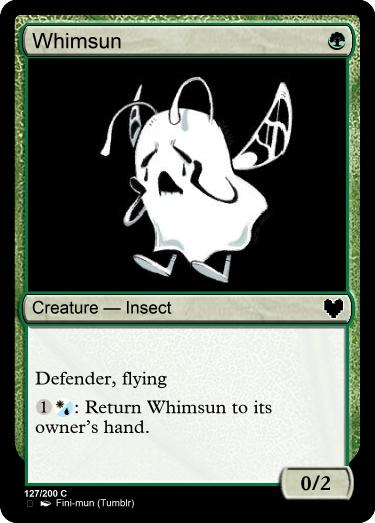 Whimsun
Creature — Insect
Defender, flying
1 : Return Whimsun to its
owner's hand.
0/2
127/200 C
Fini-mun (Tumblr)